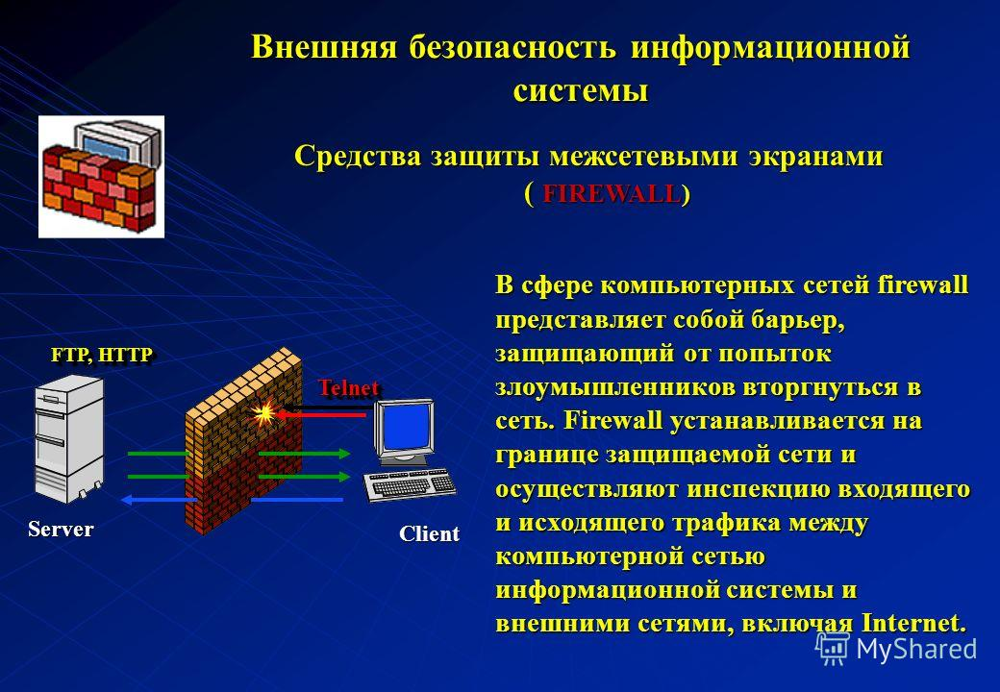 Внешняя безопасность информационной
системы
Средства защиты межсетевыми экранами
( FIREWALL)
В сфере компьютерных сетей firewall
представляет собой барьер,
защищающий от попыток
злоумышленников вторгнуться в
сеть. Firewall устанавливается на
границе защищаемой сети и
осуществляют инспекцию входящего
и исходящего трафика между
компьютерной сетью
информационной системы и
внешними сетями, включая Internet.
FTP, HTTP
Telnet
Server
Client
MyShared